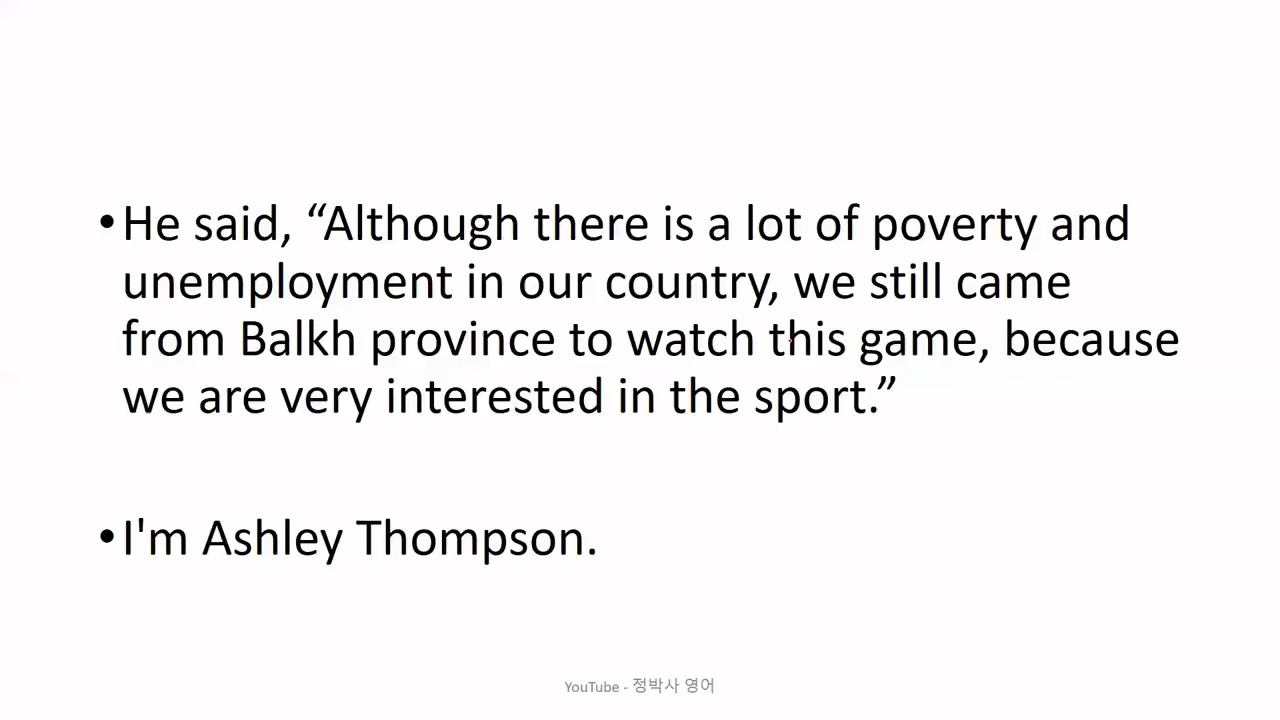 •He said, “Although there is a lot of poverty and
unemployment in our country, we still came
from Balkh province to watch this game, because
we are very interested in the sport.”
•I'm Ashley Thompson.
YouTube - 정박사 영어